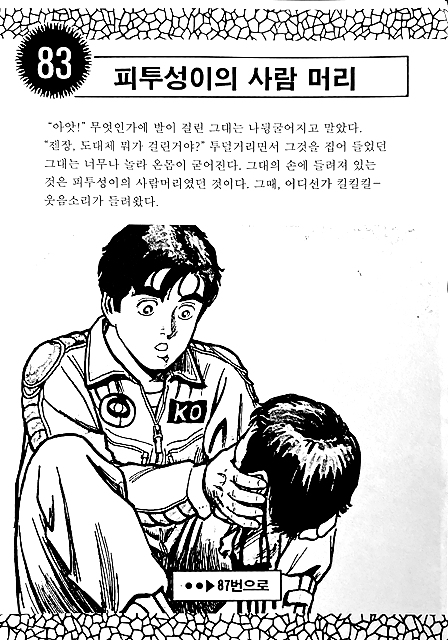 83
피투성이의 사람 머리
"아앗!" 무엇인가에 발이 걸린 그대는 나뒹굴어지고 말았다.
"젠장, 도대체 뭐가 걸린거야?" 투덜거리면서 그것을 집어 들었던
그대는 너무나 놀라 온몸이 굳어진다. 그대의 손에 들려져 있는
것은 피투성이의 사람머리였던 것이다. 그때, 어디선가 킬킬킬-
웃음소리가 들려왔다.
KO
••▶87번으로